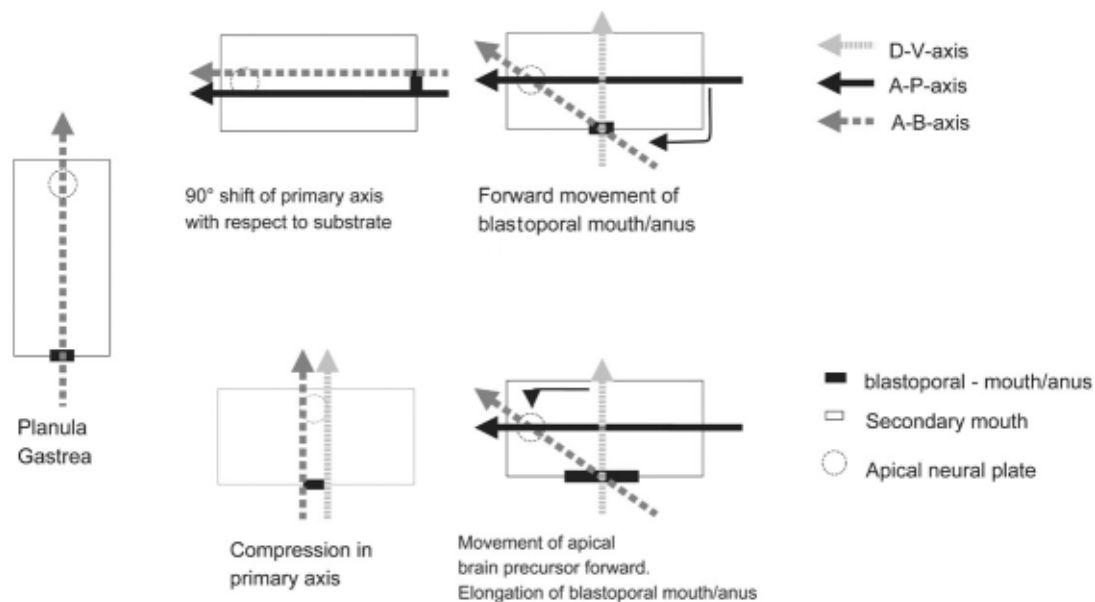 D-V-axis
A-P-axis
A-B-axis
90° shift of primary axis
with respect to substrate
Forward movement of
blastoporal mouth/anus
Planula
Gastrea
blastoporal - mouth/anus
Secondary mouth
Apical neural plate
Compression in
primary axis
Movement of apical
brain precursor forward.
Elongation of blastoporal mouth/anus